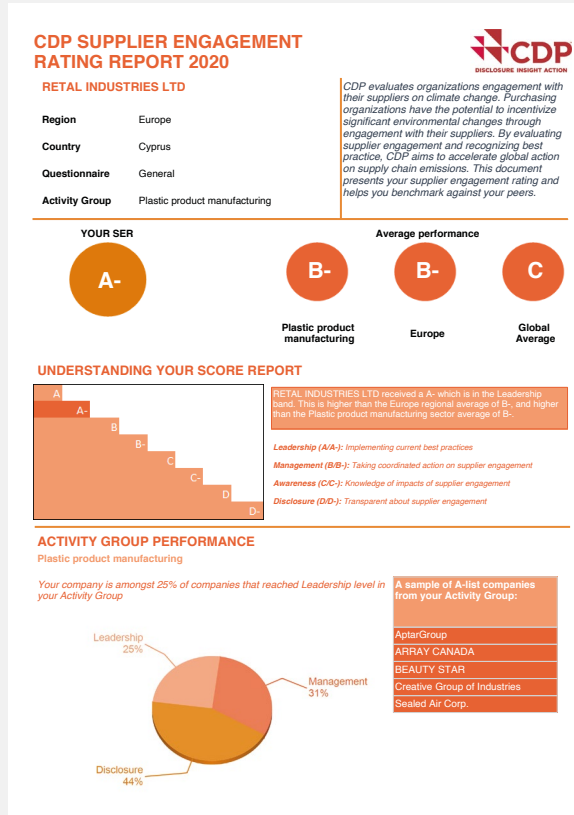 CDP SUPPLIER ENGAGEMENT
RATING REPORT 2020
CDP
DISCLOSURE INSIGHT ACTION
RETAL INDUSTRIES LTD
Region Europe
Country Cyprus
Questionnaire General
Activity Group Plastic product manufacturing
CDP evaluates organizations engagement with
their suppliers on climate change. Purchasing
organizations have the potential to incentivize
significant environmental changes through
engagement with their suppliers. By evaluating
supplier engagement and recognizing best
practice, CDP aims to accelerate global action
on supply chain emissions. This document
presents your supplier engagement rating and
helps you benchmark against your peers.
YOUR SER
A-
Average performance
B-
B-
C
Plastic product
manufacturing
Europe
Global
Average
UNDERSTANDING YOUR SCORE REPORT
A
A-
B
B-
C
C-
D
D-
RETAL INDUSTRIES LTD received a A- which is in the Leadership
band. This is higher than the Europe regional average of B-, and higher
than the Plastic product manufacturing sector average of B-.
Leadership (A/A-): Implementing current best practices
Management (B/B-): Taking coordinated action on supplier engagement
Awareness (C/C-): Knowledge of impacts of supplier engagement
Disclosure (D/D-): Transparent about supplier engagement
ACTIVITY GROUP PERFORMANCE
Plastic product manufacturing
Your company is amongst 25% of companies that reached Leadership level in
your Activity Group
Leadership
25%
Management
31%
Disclosure
44%
A sample of A-list companies
from your Activity Group:
AptarGroup
ARRAY CANADA
BEAUTY STAR
Creative Group of Industries
Sealed Air Corp.